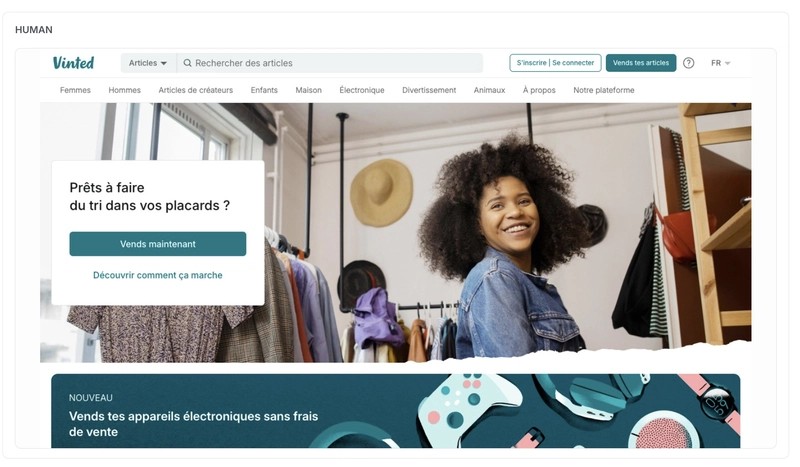 HUMAN
Vinted
Articles
Rechercher des articles
S'inscrire | Se connecter
Vends tes articles
?
FR
Femmes
Hommes
Articles de créateurs
Enfants
Maison
Électronique
Divertissement
Animaux
À propos
Notre plateforme
Prêts à faire
du tri dans vos placards ?
Vends maintenant
Découvrir comment ça marche
NOUVEAU
Vends tes appareils électroniques sans frais
de vente